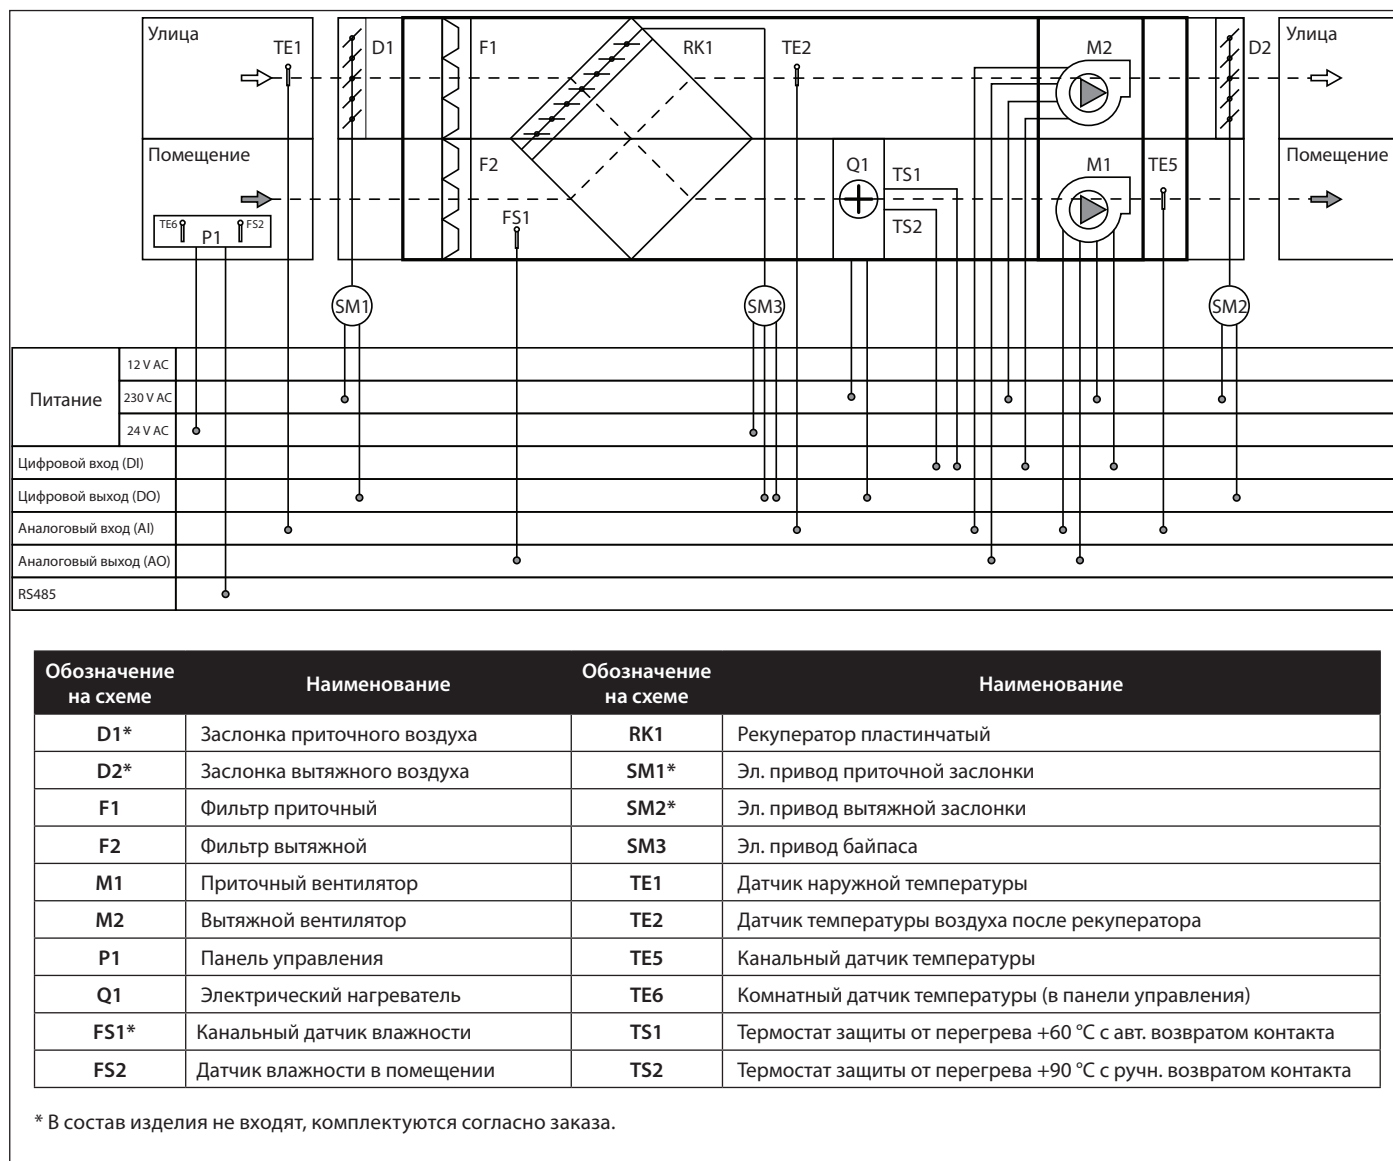 Улица
TE1
D1
F1
RK1
TE2
M2
D2
Улица
Помещение
F2
Q1
TS1
M1
TE5
Помещение
TE6
P1
FS2
FS1
TS2
SM1
SM3
SM2
Питание
12 V AC
230 V AC
24 V AC
Цифровой вход (DI)
Цифровой выход (DO)
Аналоговый вход (AI)
Аналоговый выход (AO)
RS485
Обозначение на схеме Наименование Обозначение на схеме Наименование
D1* Заслонка приточного воздуха RK1 Рекуператор пластинчатый
D2* Заслонка вытяжного воздуха SM1* Эл. привод приточной заслонки
F1 Фильтр приточный SM2* Эл. привод вытяжной заслонки
F2 Фильтр вытяжной SM3 Эл. привод байпаса
M1 Приточный вентилятор TE1 Датчик наружной температуры
M2 Вытяжной вентилятор TE2 Датчик температуры воздуха после рекуператора
P1 Панель управления TE5 Канальный датчик температуры
Q1 Электрический нагреватель TE6 Комнатный датчик температуры (в панели управления)
FS1* Канальный датчик влажности TS1 Термостат защиты от перегрева +60 °С с авт. возвратом контакта
FS2 Датчик влажности в помещении TS2 Термостат защиты от перегрева +90 °С с ручн. возвратом контакта
* В состав изделия не входят, комплектуются согласно заказа.